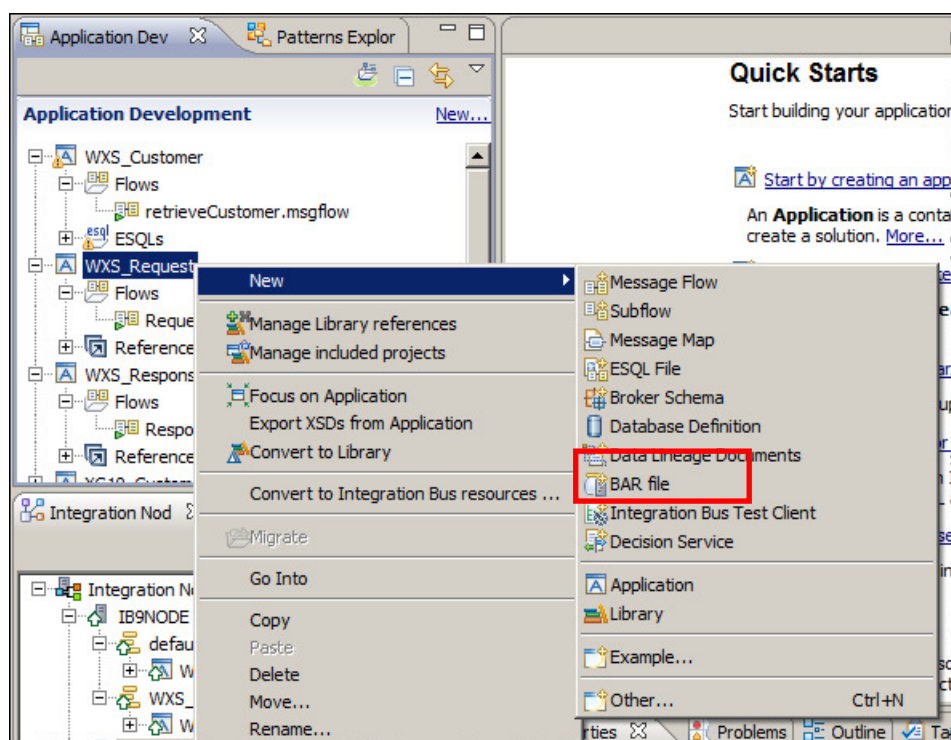 Application Dev
Patterns Explor
Application Development
New...
WXS_Customer
Flows
retrieveCustomer.msgflow
esql
ESQLs
WXS_Request
Flows
Reque
Reference
WXS_Respons
Flows
Respo
Reference
Integration Nod
Integration No
IB9NODE
defau
W
WXS_
W
New
Manage Library references
Manage included projects
Focus on Application
Export XSDs from Application
Convert to Library
Convert to Integration Bus resources ...
Migrate
Go Into
Copy
Paste
Delete
Move...
Rename...
Message Flow
Subflow
Message Map
ESQL File
Broker Schema
Database Definition
Data Lineage Documents
BAR file
Integration Bus Test Client
Decision Service
Application
Library
Example...
Other... Ctrl+N
Quick Starts
Start building your application
Start by creating an app
An Application is a conta
create a solution. More...
rties
Problems
Outline
Ta